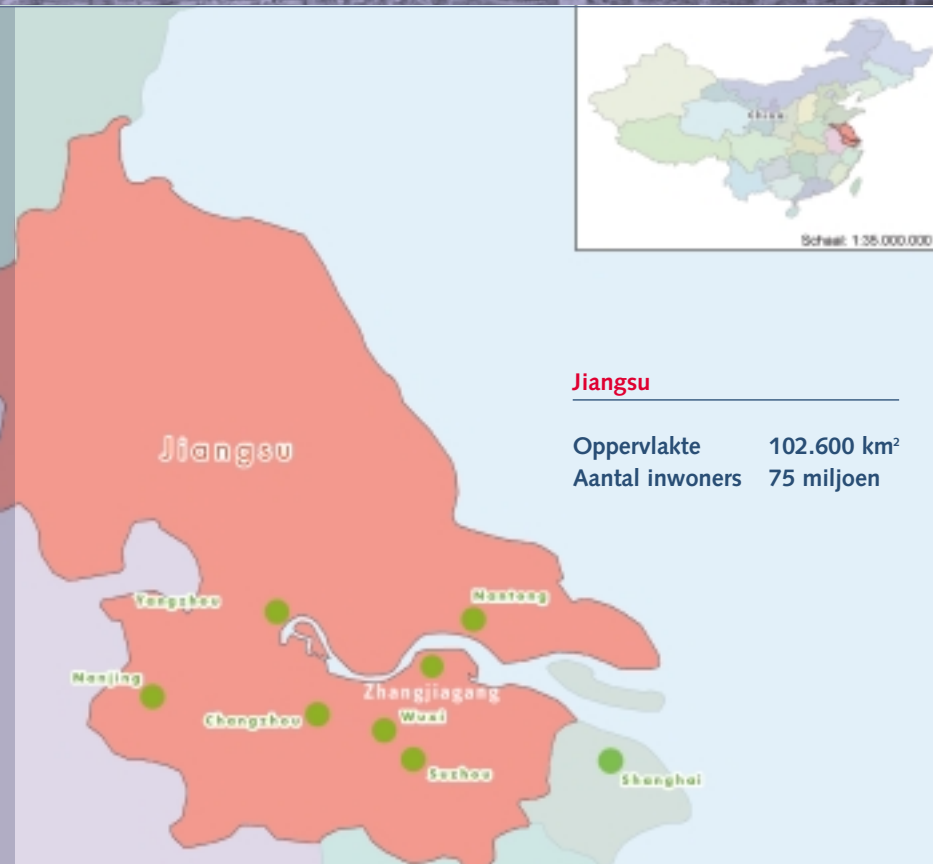 China
Schaal: 1:35.000.000
Jiangsu
Oppervlakte 102.600 km²
Aantal inwoners 75 miljoen
Jiangsu
Yangzhou
Nantong
Nanjing
Zhangjiagang
Changzhou
Wuxi
Suzhou
Shanghai